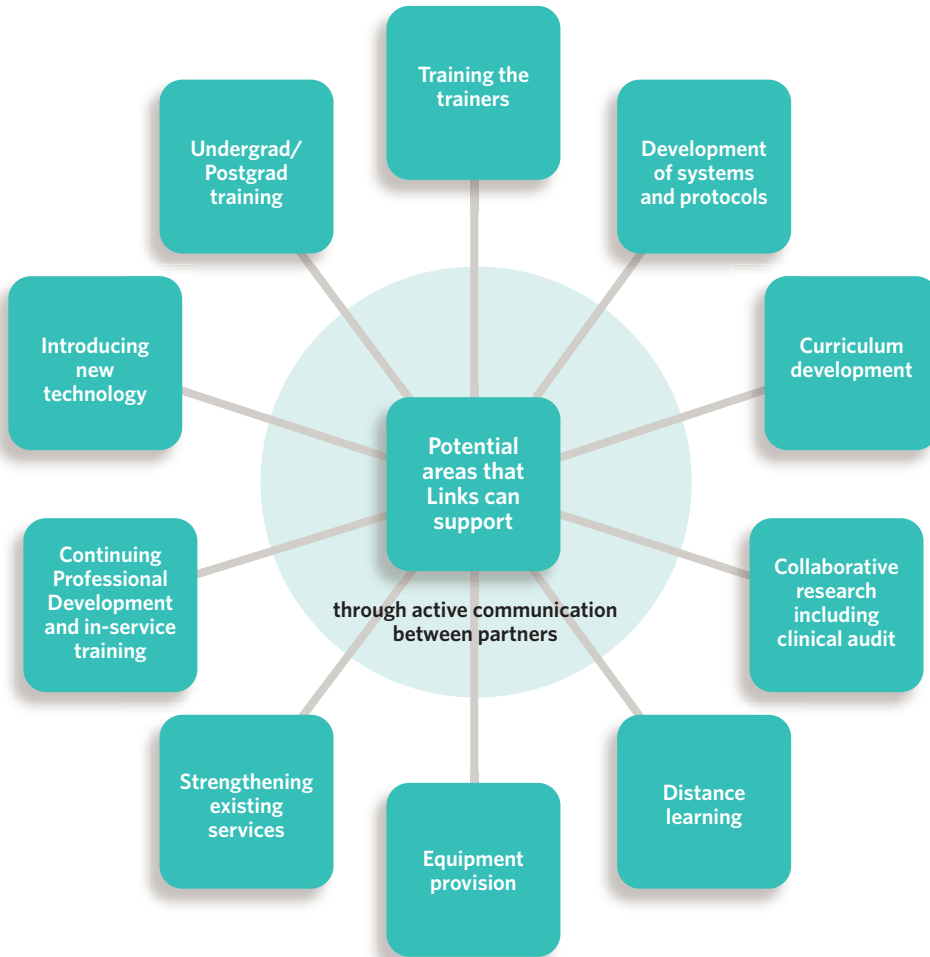 Training the
trainers
Undergrad/
Postgrad
training
Development
of systems
and protocols
Introducing
new
technology
Curriculum
development
Potential
areas that
Links can
support
through active communication
between partners
Continuing
Professional
Development
and in-service
training
Collaborative
research
including
clinical audit
Strengthening
existing
services
Distance
learning
Equipment
provision